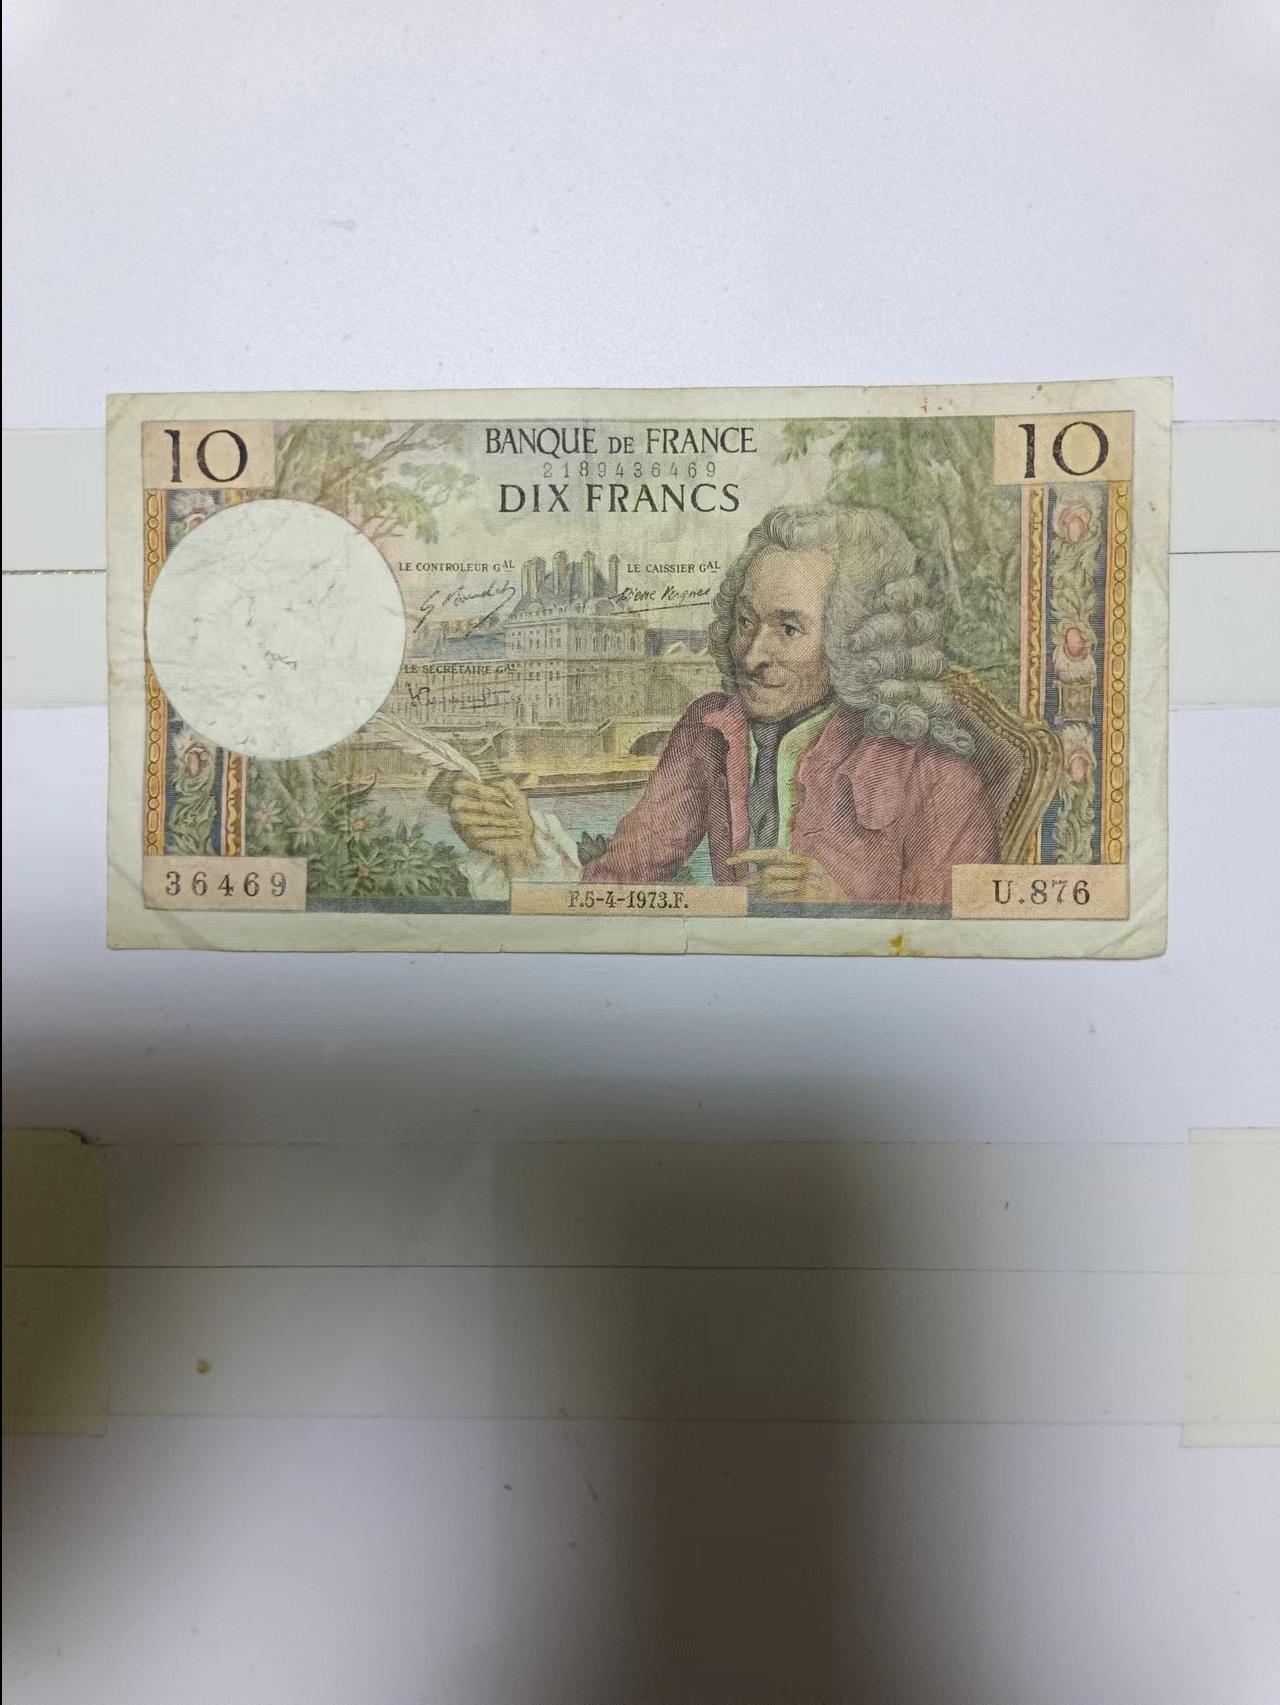 10
BANQUE DE FRANCE
10
2189436469
DIX FRANCS
LE CONTROLEUR GAL
LE CAISSIER GAL
LE SECRETAIRE GAL
36469
F.5-4-1973.F.
U.876